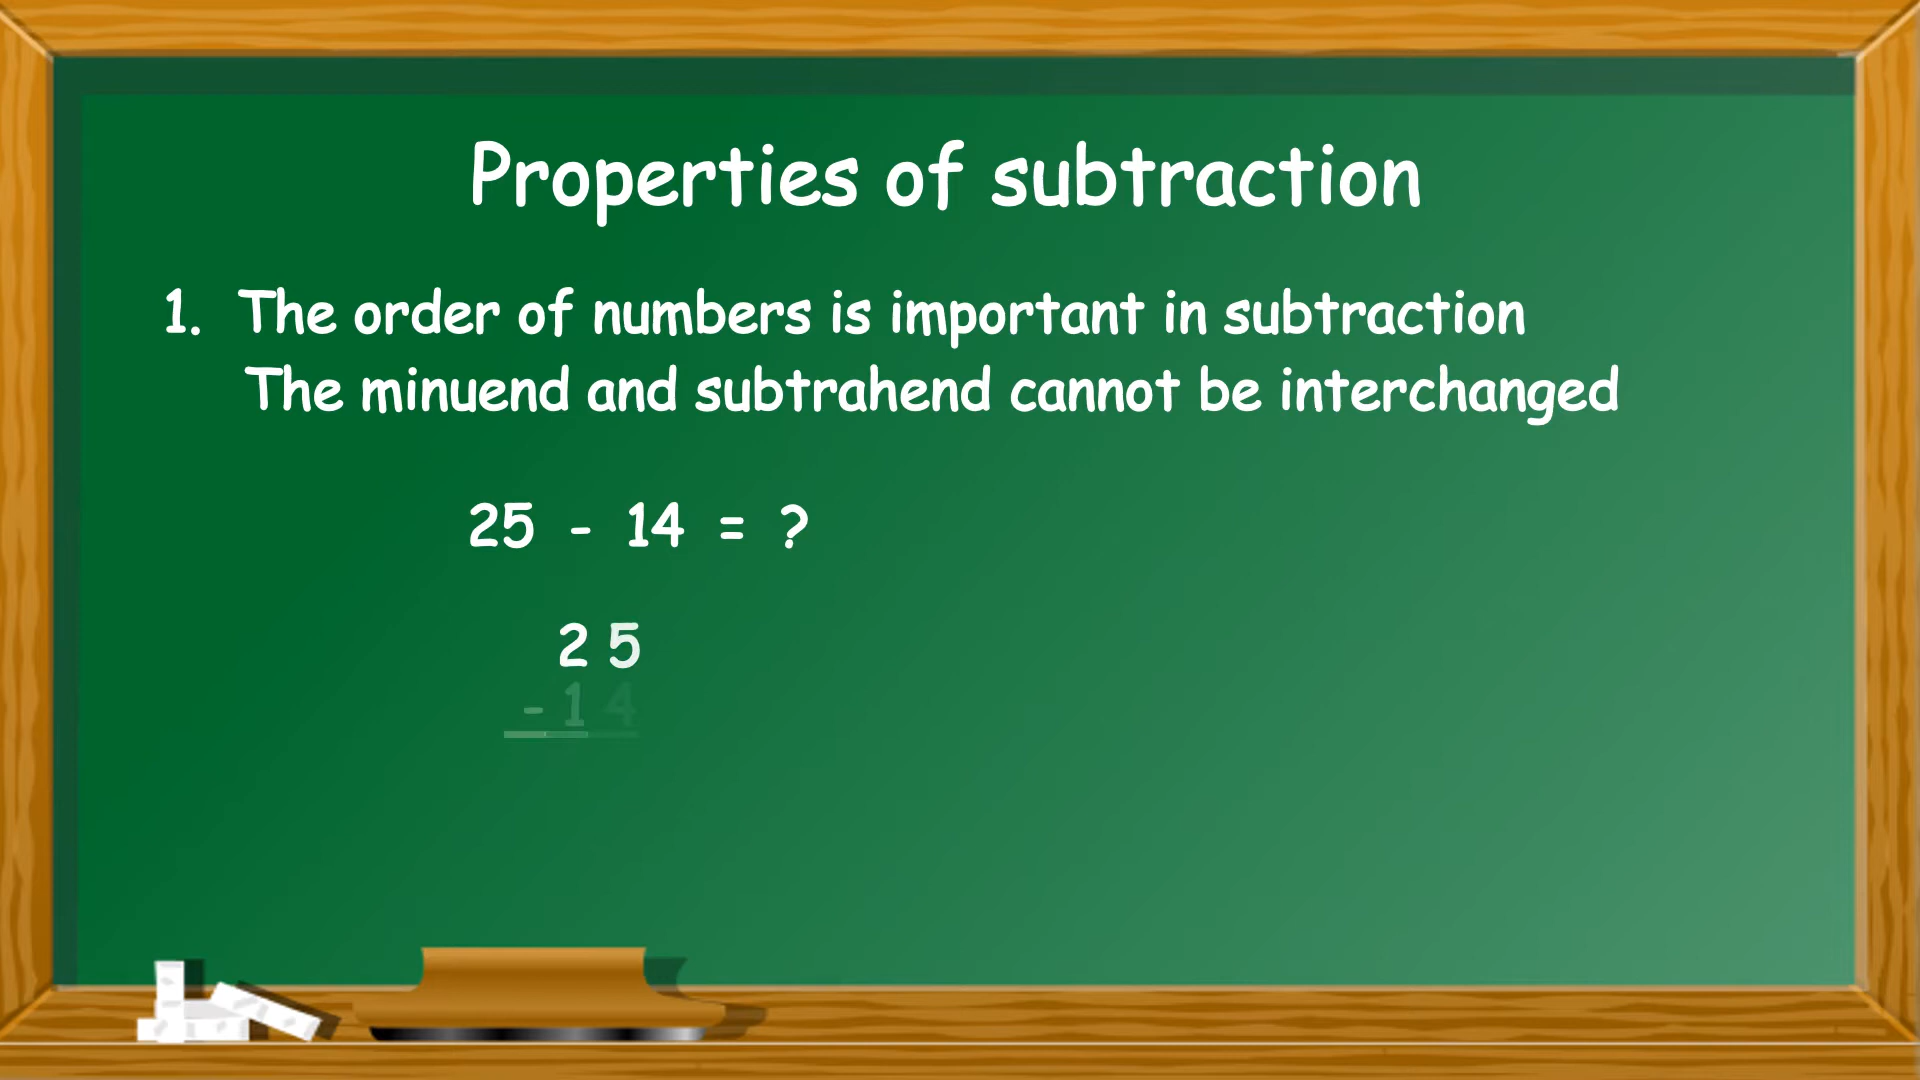 Properties of subtraction
1. The order of numbers is important in subtraction
The minuend and subtrahend cannot be interchanged
25 - 14 = ?
2 5
- 1 4